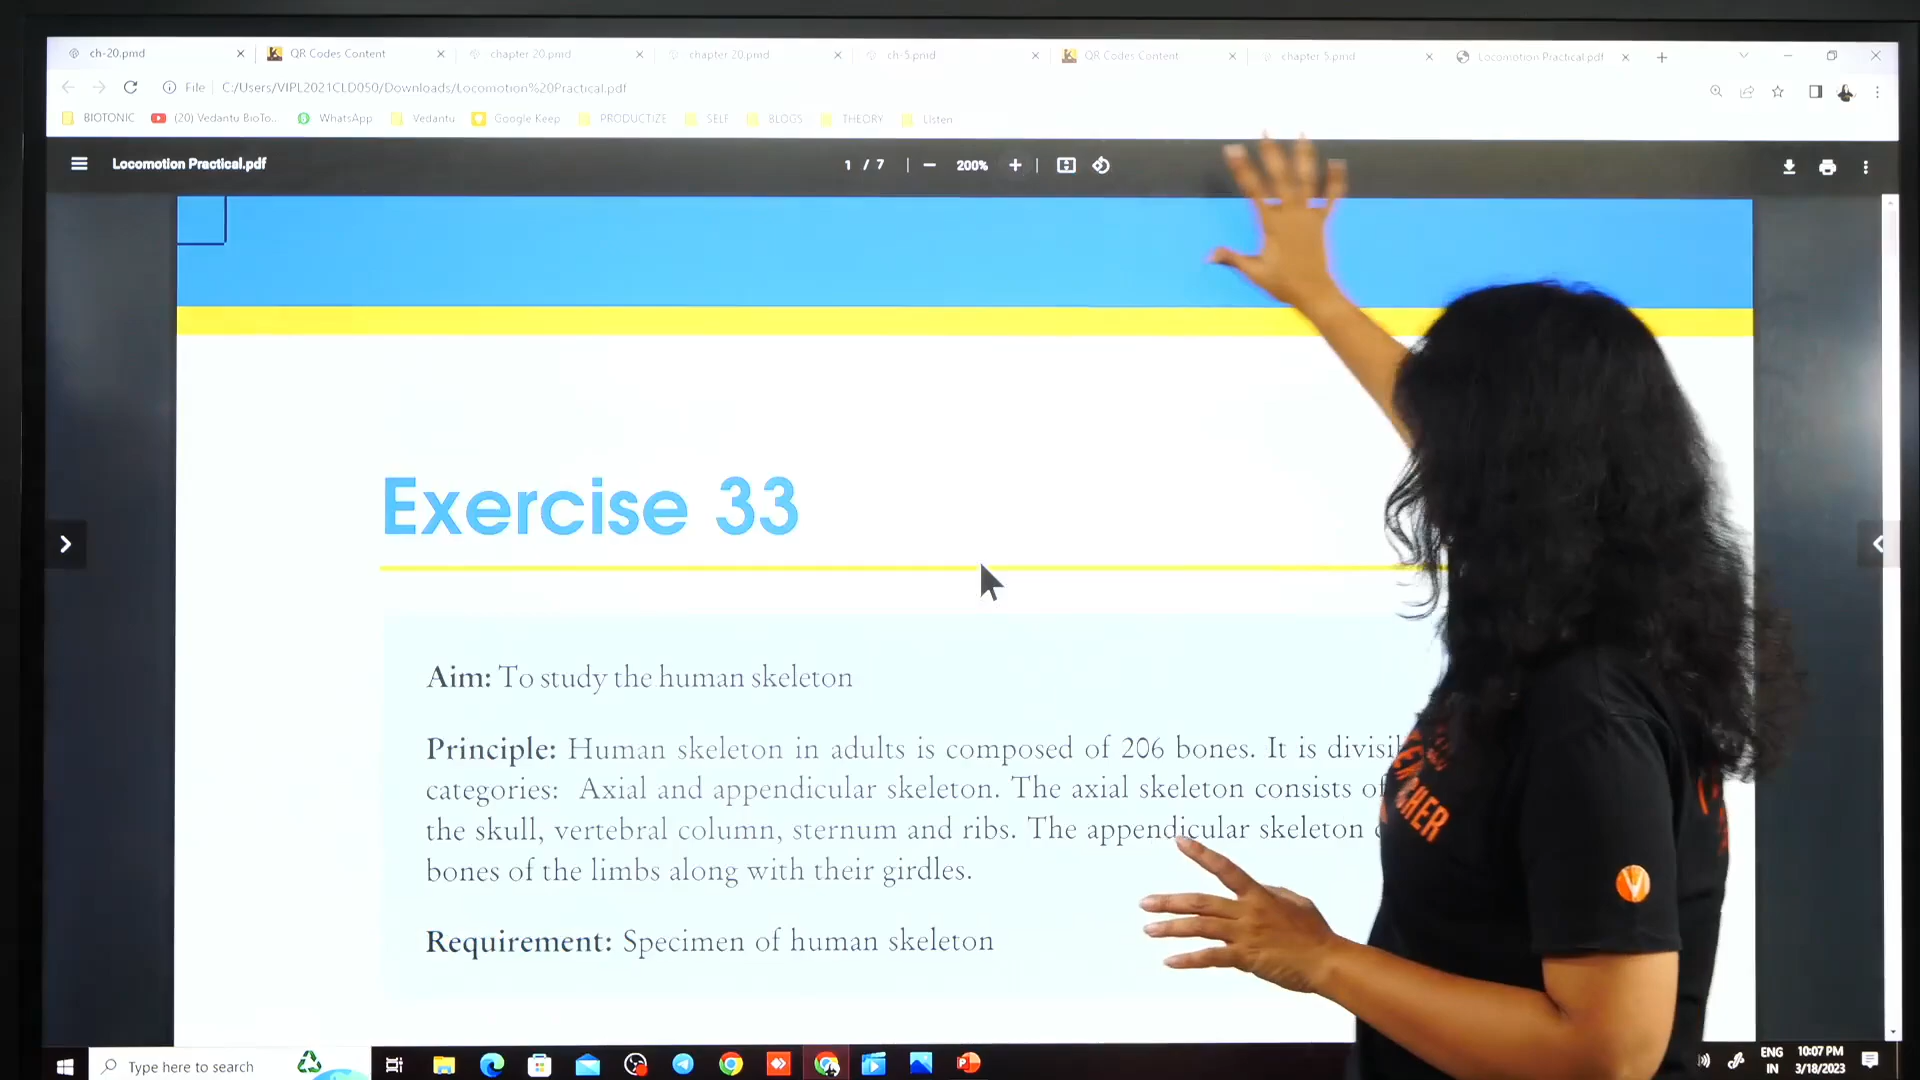 ch-20.pmd
QR Codes Content
chapter 20.pmd
chapter 20.pmd
ch-5.pmd
QR Codes Content
chapter 5.pmd
Locomotion Practical.pdf
File C:/Users/VIPL2021CLD050/Downloads/Locomotion%20Practical.pdf
BIOTONIC
(20) Vedantu BioTo...
WhatsApp
Vedantu
Google Keep
PRODUCTIZE
SELF
BLOGS
THEORY
Listen
Locomotion Practical.pdf
1 / 7
200%
Exercise 33
Aim: To study the human skeleton
Principle: Human skeleton in adults is composed of 206 bones. It is
categories: Axial and appendicular skeleton. The axial skeleton consists of
the skull, vertebral column, sternum and ribs. The appendicular skeleton
bones of the limbs along with their girdles.
Requirement: Specimen of human skeleton
Type here to search
ENG
IN
10:07 PM
3/18/2023